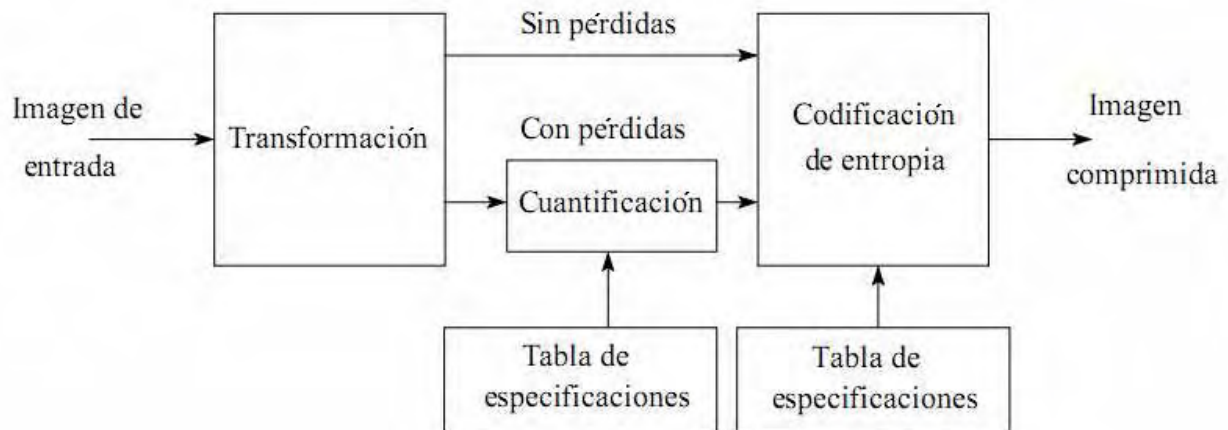 Sin pérdidas
Imagen de
entrada
Transformación
Con pérdidas
Cuantificación
Codificación
de entropia
Imagen
comprimida
Tabla de
especificaciones
Tabla de
especificaciones